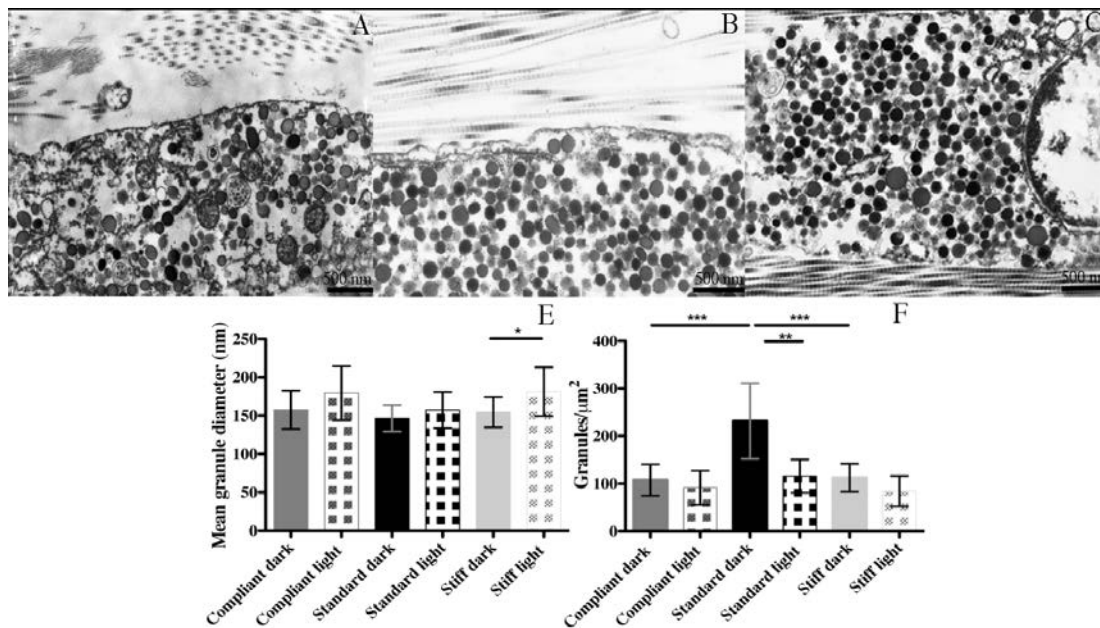 A
B
C
500 nm
500 nm
500 nm
E
Mean granule diameter (nm)
250
200
150
100
50
0
*
Compliant dark
Compliant light
Standard dark
Standard light
Stiff dark
Stiff light
F
Granules/μm²
400
300
200
100
0
***
***
**
Compliant dark
Compliant light
Standard dark
Standard light
Stiff dark
Stiff light